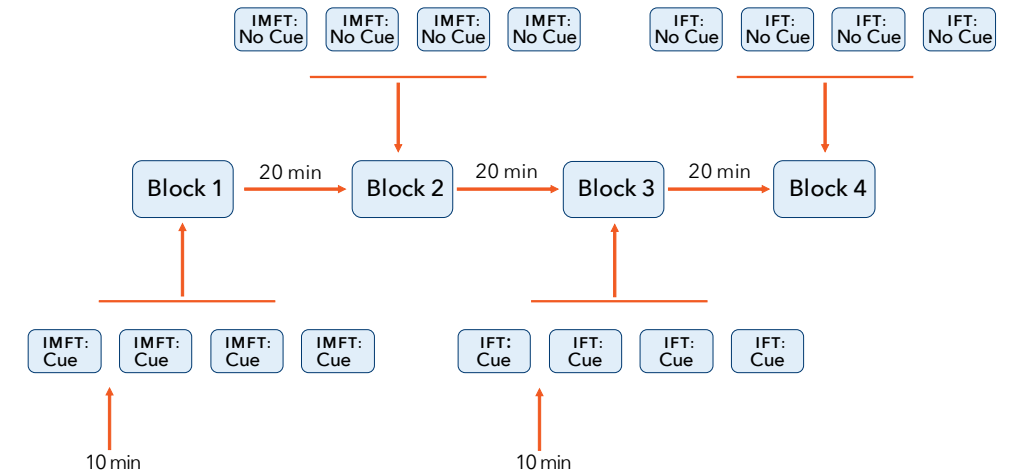 IMFT:
No Cue
IMFT:
No Cue
IMFT:
No Cue
IMFT:
No Cue
IFT:
No Cue
IFT:
No Cue
IFT:
No Cue
IFT:
No Cue
Block 1
20 min
Block 2
20 min
Block 3
20 min
Block 4
IMFT:
Cue
IMFT:
Cue
IMFT:
Cue
IMFT:
Cue
IFT:
Cue
IFT:
Cue
IFT:
Cue
IFT:
Cue
10 min
10 min